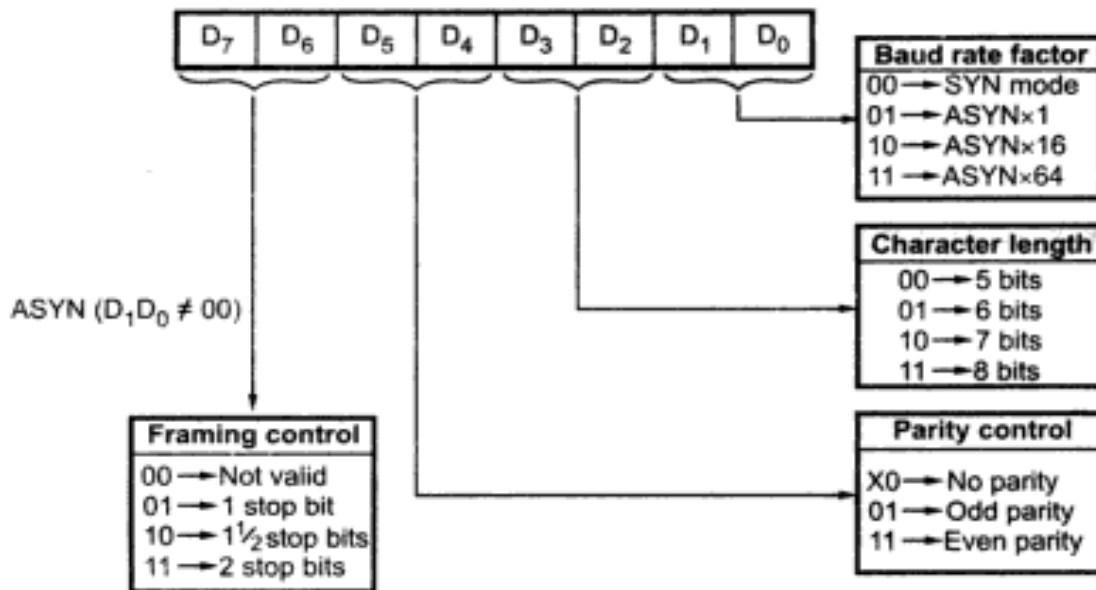 D7 D6 D5 D4 D3 D2 D1 D0
Baud rate factor
00→SYN mode
01→ASYN×1
10→ASYN×16
11→ASYN×64
Character length
00→5 bits
01→6 bits
10→7 bits
11→8 bits
ASYN (D1D0 ≠ 00)
Framing control
00→Not valid
01→1 stop bit
10→1½ stop bits
11→2 stop bits
Parity control
X0→No parity
01→Odd parity
11→Even parity